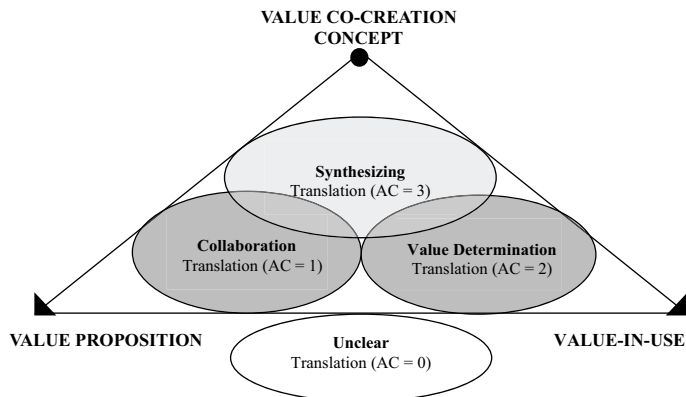 VALUE CO-CREATION
CONCEPT
Synthesizing
Translation (AC = 3)
Collaboration
Translation (AC = 1)
Value Determination
Translation (AC = 2)
VALUE PROPOSITION
Unclear
Translation (AC = 0)
VALUE-IN-USE